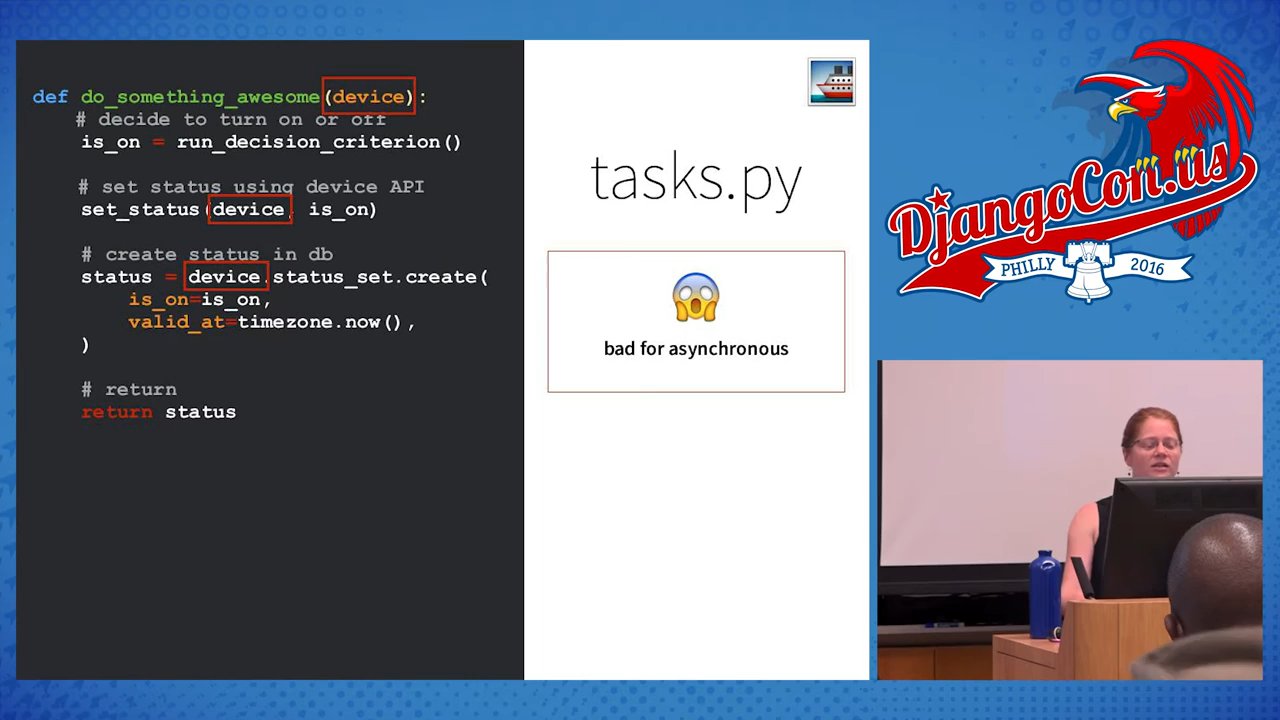 def do_something_awesome(device):
# decide to turn on or off
is_on = run_decision_criterion()
# set status using device API
set_status(device, is_on)
# create status in db
status = device.status_set.create(
is_on=is_on,
valid_at=timezone.now(),
)
# return
return status
tasks.py
bad for asynchronous
DjangoCon.us
PHILLY 2016